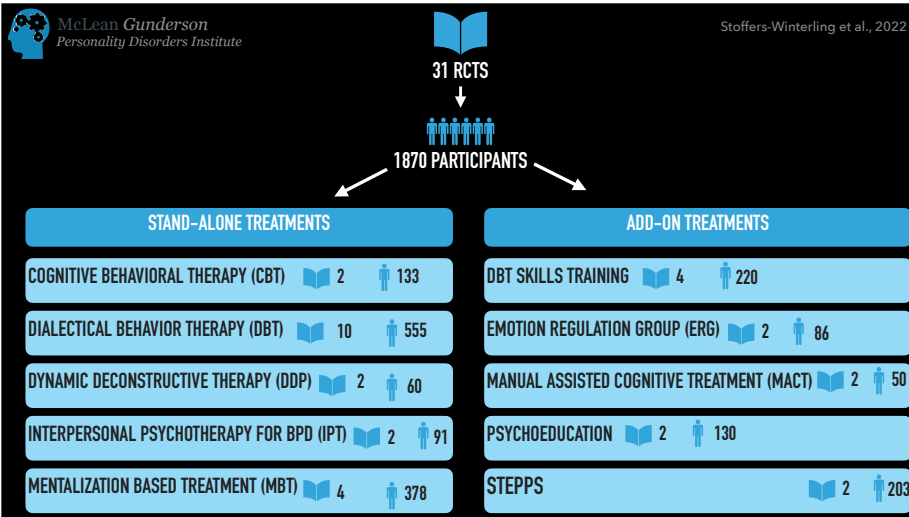 McLean Gunderson
Personality Disorders Institute
Stoffers-Winterling et al., 2022
31 RCTS
1870 PARTICIPANTS
STAND-ALONE TREATMENTS
COGNITIVE BEHAVIORAL THERAPY (CBT) 2 133
DIALECTICAL BEHAVIOR THERAPY (DBT) 10 555
DYNAMIC DECONSTRUCTIVE THERAPY (DDP) 2 60
INTERPERSONAL PSYCHOTHERAPY FOR BPD (IPT) 2 91
MENTALIZATION BASED TREATMENT (MBT) 4 378
ADD-ON TREATMENTS
DBT SKILLS TRAINING 4 220
EMOTION REGULATION GROUP (ERG) 2 86
MANUAL ASSISTED COGNITIVE TREATMENT (MACT) 2 50
PSYCHOEDUCATION 2 130
STEPPS 2 203